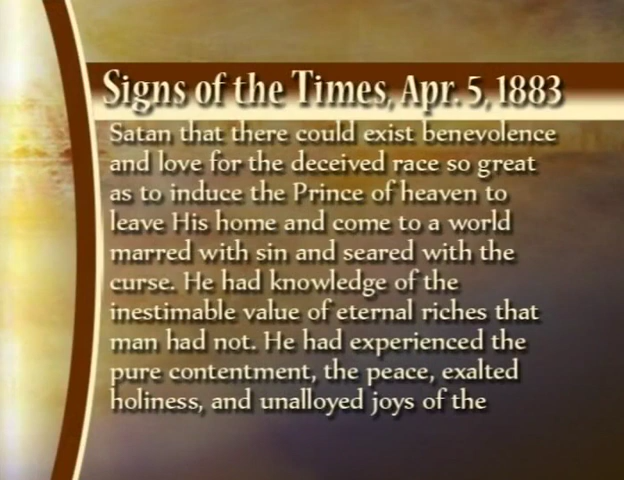 Signs of the Times, Apr. 5, 1883
Satan that there could exist benevolence
and love for the deceived race so great
as to induce the Prince of heaven to
leave His home and come to a world
marred with sin and seared with the
curse. He had knowledge of the
inestimable value of eternal riches that
man had not. He had experienced the
pure contentment, the peace, exalted
holiness, and unalloyed joys of the